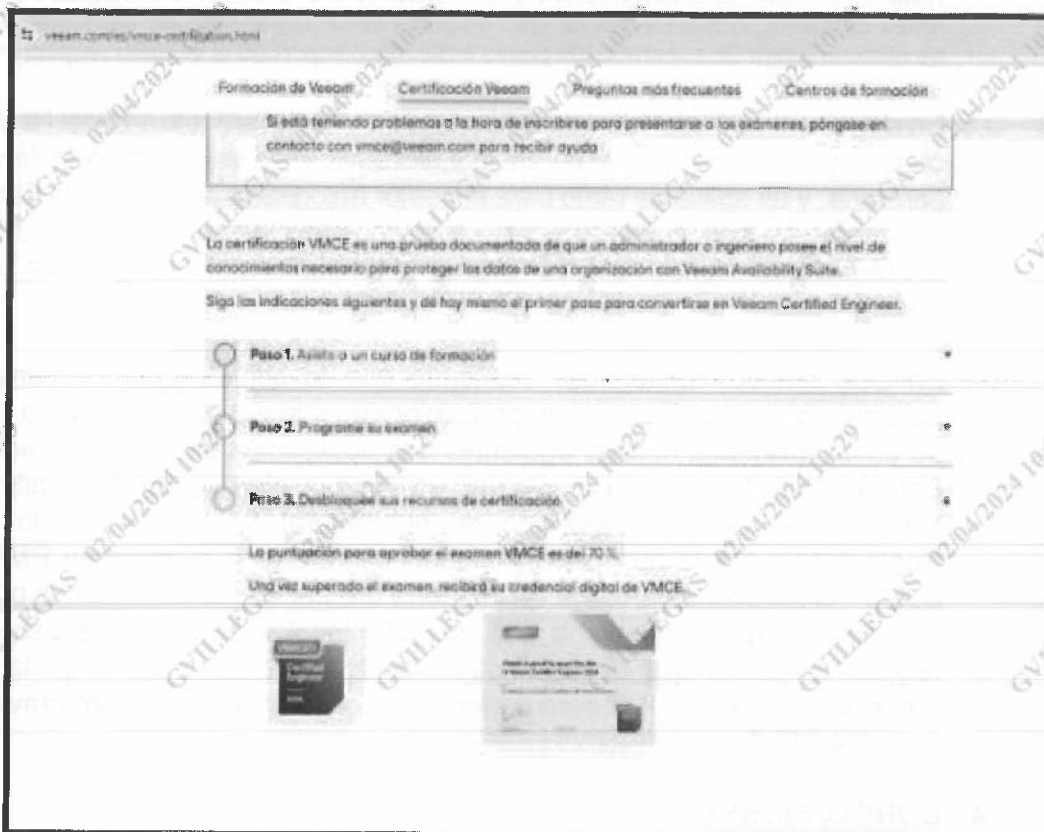 veeam.com/es/vmce-certification.html
Formación de Veeam Certificación Veeam Preguntas más frecuentes Centros de formación
Si está teniendo problemas a la hora de inscribirse para presentarse a los exámenes, póngase en
contacto con vmce@veeam.com para recibir ayuda
La certificación VMCE es una prueba documentada de que un administrador o ingeniero posee el nivel de
conocimientos necesario para proteger los datos de una organización con Veeam Availability Suite.
Siga las indicaciones siguientes y dé hoy mismo el primer paso para convertirse en Veeam Certified Engineer.
Paso 1. Asista a un curso de formación
Paso 2. Programe su examen
Paso 3. Desbloquee sus recursos de certificación
La puntuación para aprobar el examen VMCE es del 70 %.
Una vez superado el examen, recibirá su credencial digital de VMCE.
Certified
Engineer
GVILLEGAS 02/04/2024 10:29